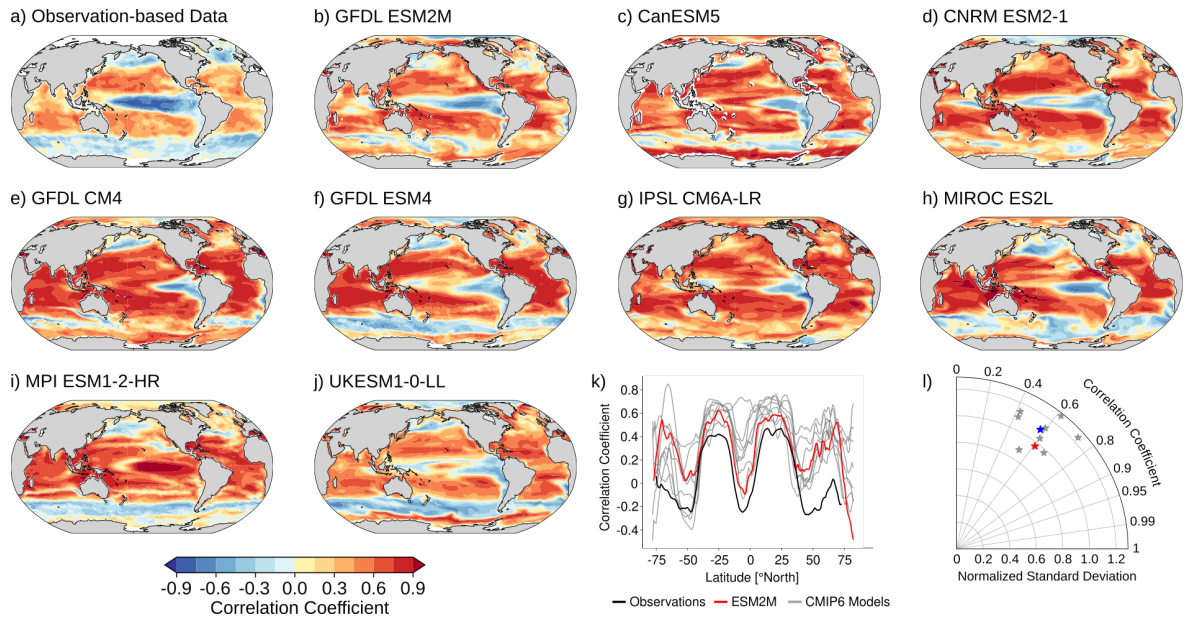 a) Observation-based Data
b) GFDL ESM2M
c) CanESM5
d) CNRM ESM2-1
e) GFDL CM4
f) GFDL ESM4
g) IPSL CM6A-LR
h) MIROC ES2L
i) MPI ESM1-2-HR
j) UKESM1-0-LL
-0.9 -0.6 -0.3 0.0 0.3 0.6 0.9
Correlation Coefficient
k)
Correlation Coefficient
0.8
0.6
0.4
0.2
0
-0.2
-0.4
-75 -50 -25 0 25 50 75
Latitude [°North]
Observations ESM2M CMIP6 Models
l)
0 0.2 0.4 0.6 0.8 0.9 0.95 0.99 1
Correlation Coefficient
0 0.2 0.4 0.6 0.8 1.0 1.2
Normalized Standard Deviation